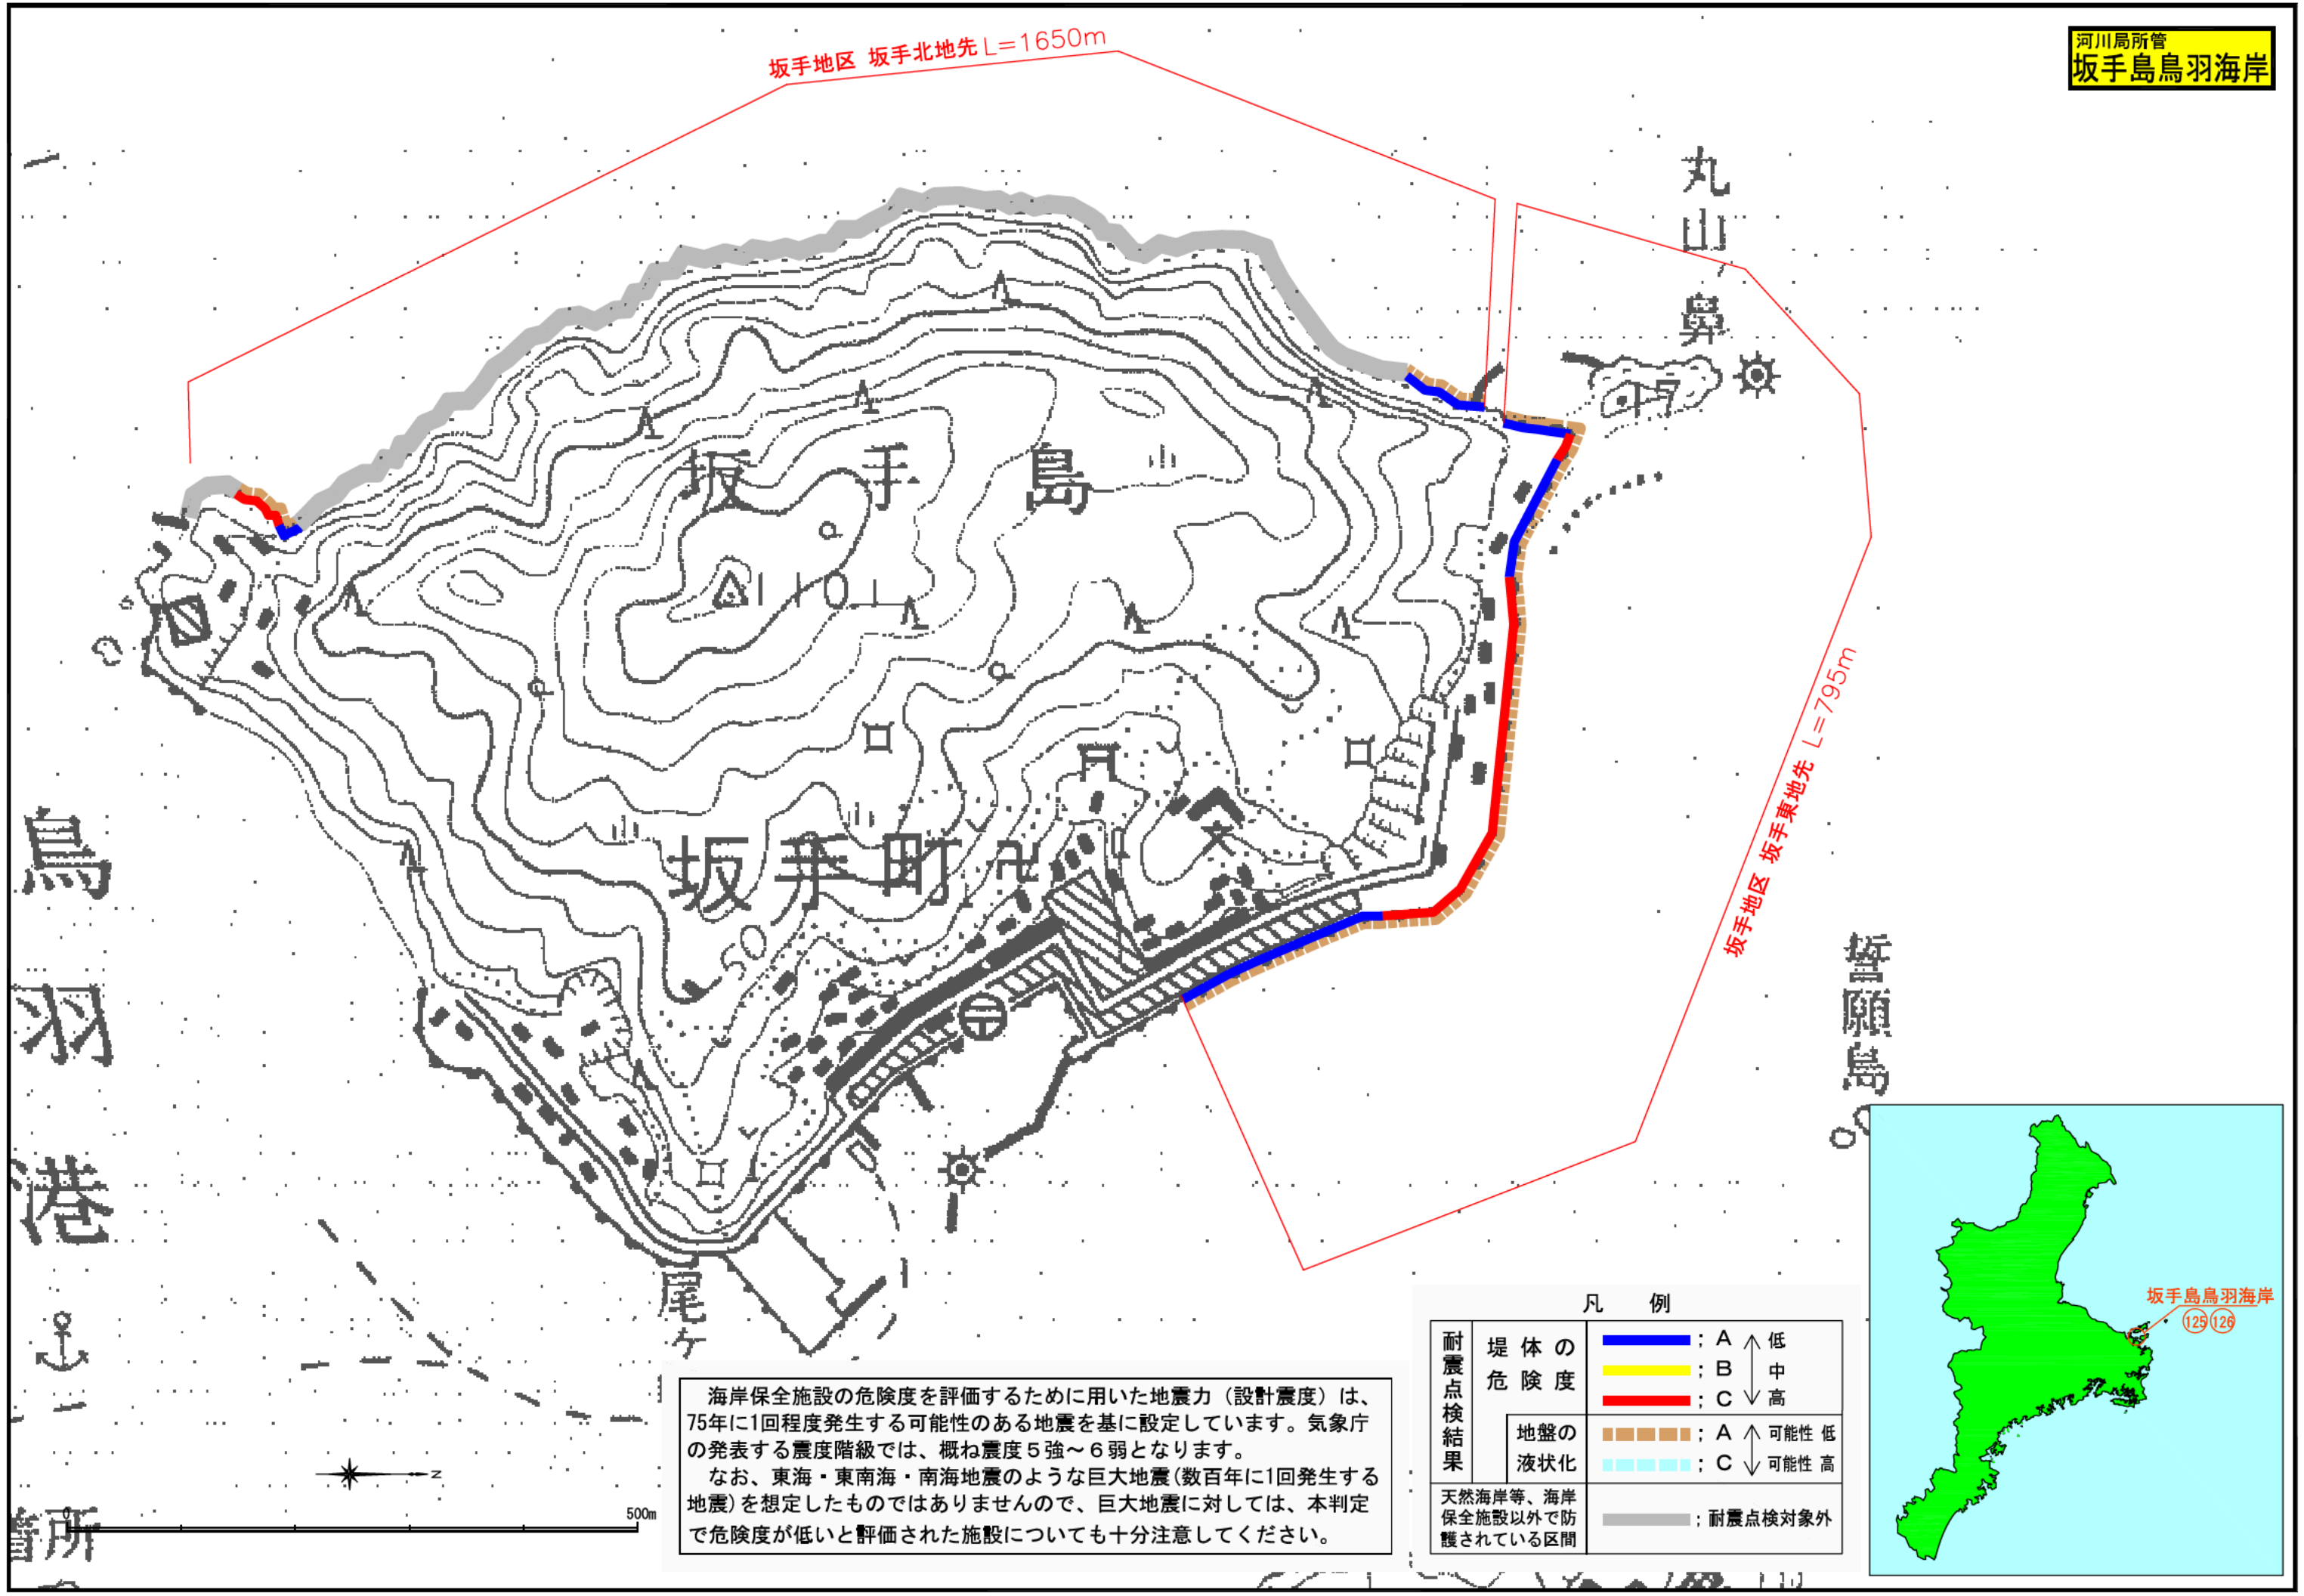 河川局所管
坂手島鳥羽海岸
坂手地区 坂手北地先 L=1650m
丸山鼻
17
坂手島
110.1
坂手地区 坂手東地先 L=795m
坂手町
文
50
鳥羽港
誓願島
尾ヶ
坂手島鳥羽海岸
125 126
凡 例
耐震点検結果
堤体の
危険度
; A 低
; B 中
; C 高
地盤の
液状化
; A 可能性 低
; C 可能性 高
天然海岸等、海岸
保全施設以外で防
護されている区間
; 耐震点検対象外
海岸保全施設の危険度を評価するために用いた地震力（設計震度）は、
75年に1回程度発生する可能性のある地震を基に設定しています。気象庁
の発表する震度階級では、概ね震度５強～６弱となります。
なお、東海・東南海・南海地震のような巨大地震(数百年に1回発生する
地震)を想定したものではありませんので、巨大地震に対しては、本判定
で危険度が低いと評価された施設についても十分注意してください。
N
0 500m
所